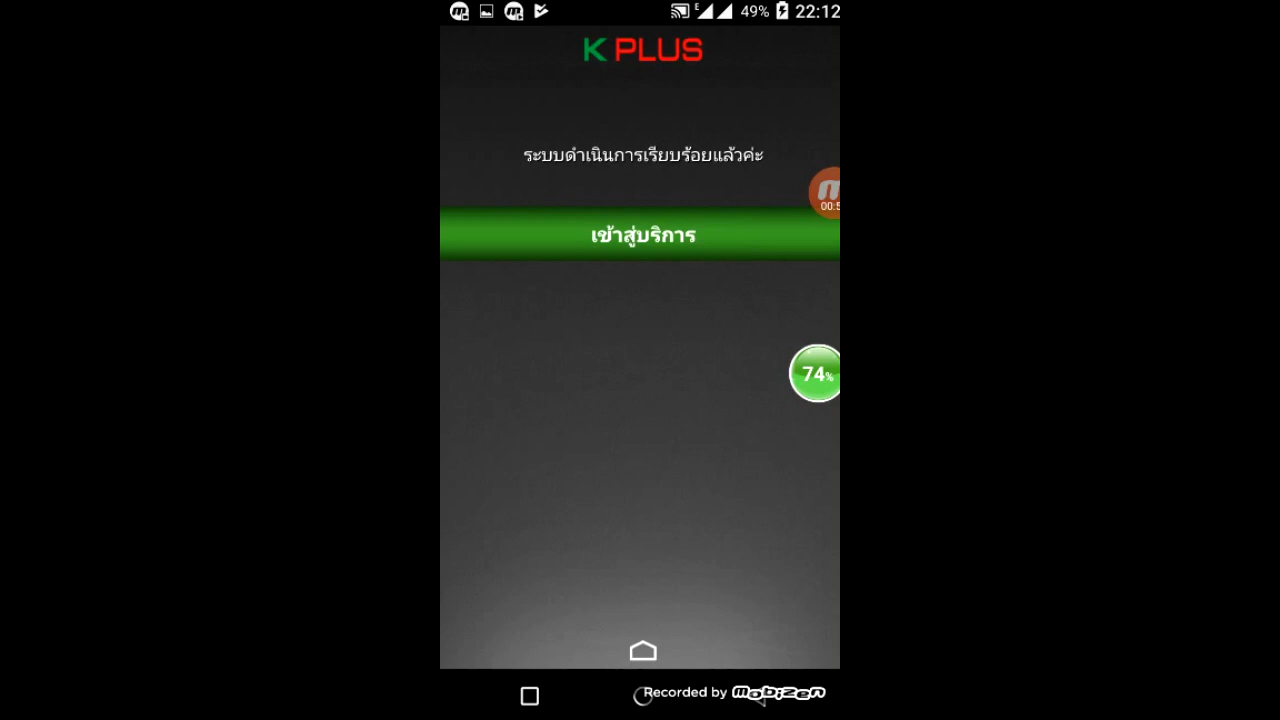 E 49% 22:12
K PLUS
ระบบดำเนินการเรียบร้อยแล้วค่ะ
00:5
เข้าสู่บริการ
74%
Recorded by mobizen